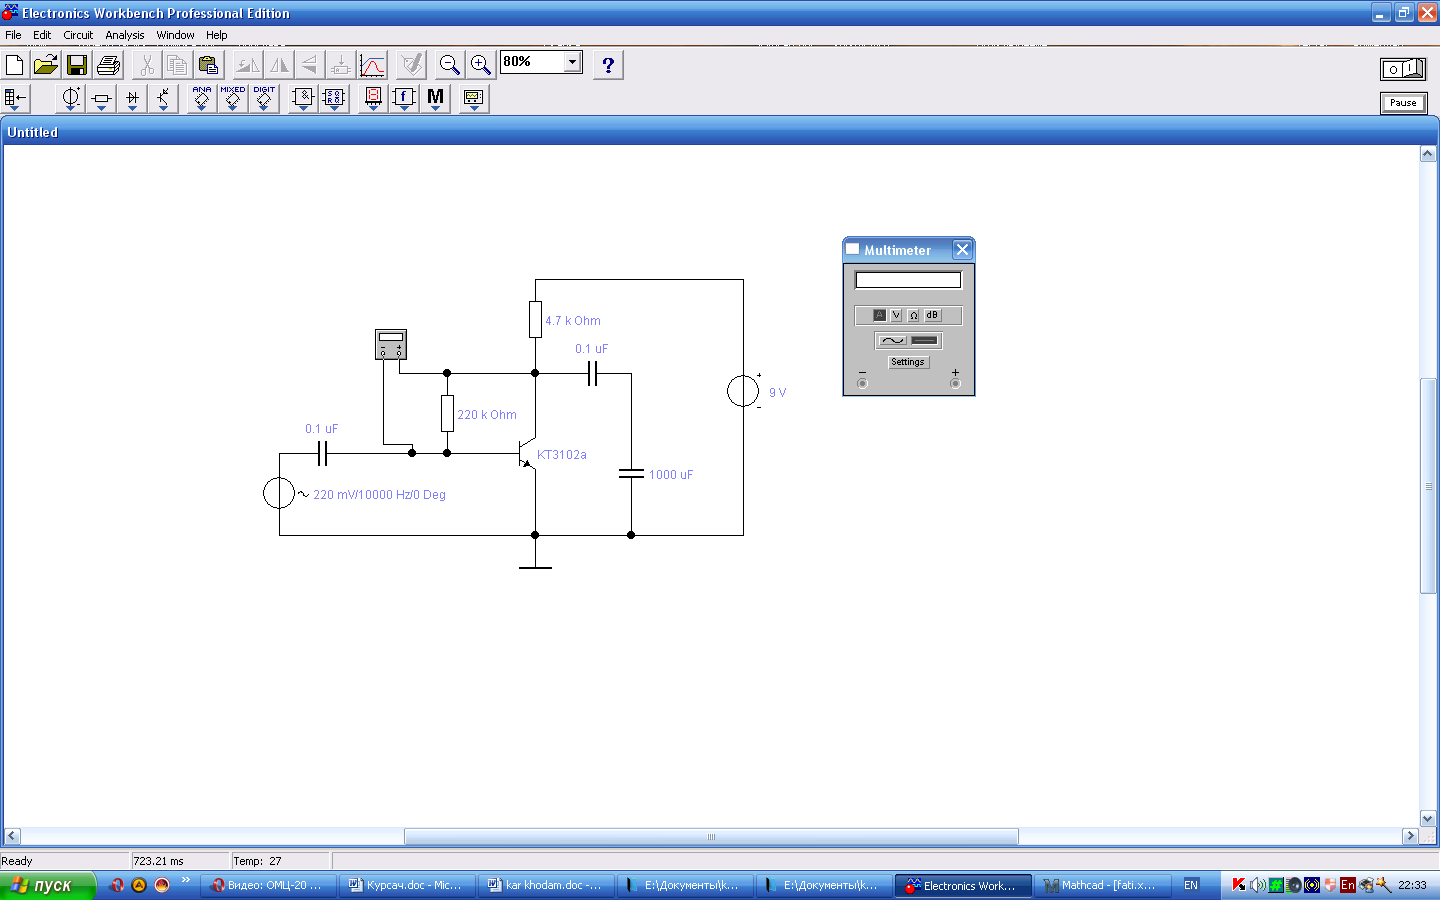 Electronics Workbench Professional Edition
File Edit Circuit Analysis Window Help
80%
?
O I
ANA MIXED DIGIT
f M
Pause
Untitled
Multimeter
A V Ω dB
Settings
− +
4.7 k Ohm
0.1 uF
220 k Ohm
9 V
+
−
0.1 uF
KT3102a
1000 uF
220 mV/10000 Hz/0 Deg
Ready 723.21 ms Temp: 27
пуск
»
Видео: ОМЦ-20 ...
Курсач.doc - Mic...
kar khodam.doc -...
E:\Документы\k...
E:\Документы\k...
Electronics Work...
Mathcad - [fati.x...
EN
En
22:33